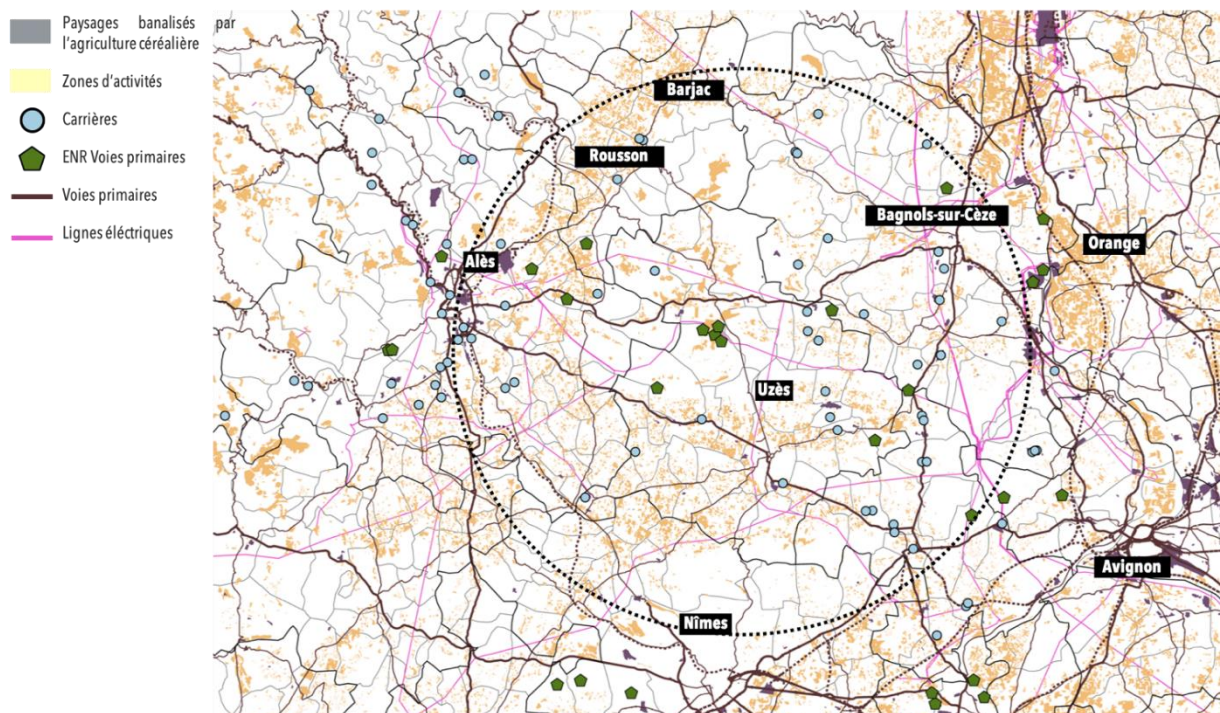 Paysages banalisés par
l'agriculture céréalière
Zones d'activités
Carrières
ENR Voies primaires
Voies primaires
Lignes éléctriques
Barjac
Rousson
Bagnols-sur-Cèze
Orange
Alès
Uzès
Avignon
Nîmes